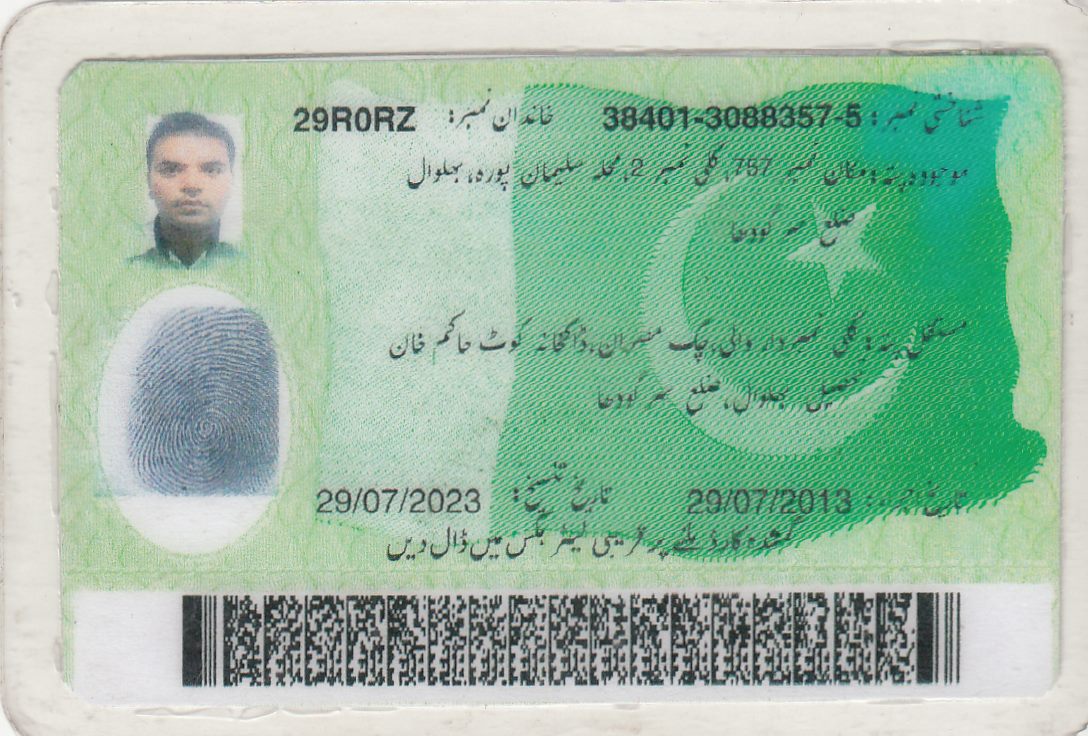 شناختی نمبر: 38401-3088357-5 خاندان نمبر: 29R0RZ
موجودہ پتہ: مکان نمبر 757, گلی نمبر 2, محلہ سلیمان پورہ, بھلوال
ضلع سرگودھا
مستقل پتہ: گلی نمبردار والی, چک مصران, ڈاکخانہ کوٹ حاکم خان
تحصیل بھلوال, ضلع سرگودھا
تاریخ اجراء: 29/07/2013 تاریخ تنسیخ: 29/07/2023
گمشدہ کارڈ ملنے پر قریبی لیٹر بکس میں ڈال دیں